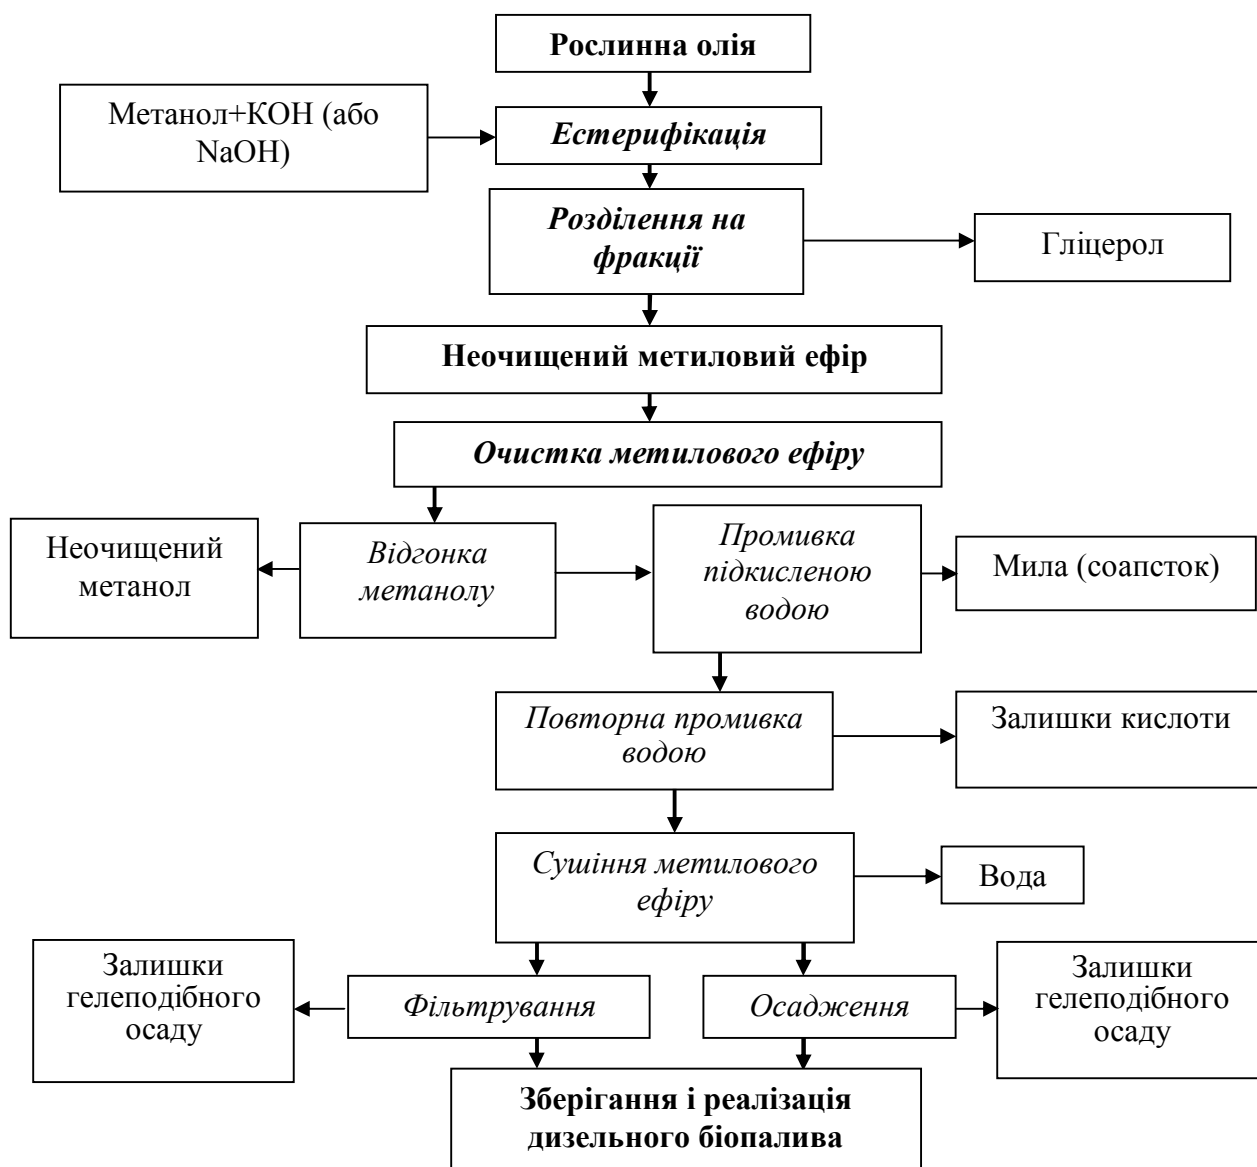 Рослинна олія
Метанол+КОН (або
NaOH)
Естерифікація
Розділення на
фракції
Гліцерол
Неочищений метиловий ефір
Очистка метилового ефіру
Неочищений
метанол
Відгонка
метанолу
Промивка
підкисленою
водою
Мила (соапсток)
Повторна промивка
водою
Залишки кислоти
Сушіння метилового
ефіру
Вода
Залишки
гелеподібного
осаду
Фільтрування
Осадження
Залишки
гелеподібного
осаду
Зберігання і реалізація
дизельного біопалива